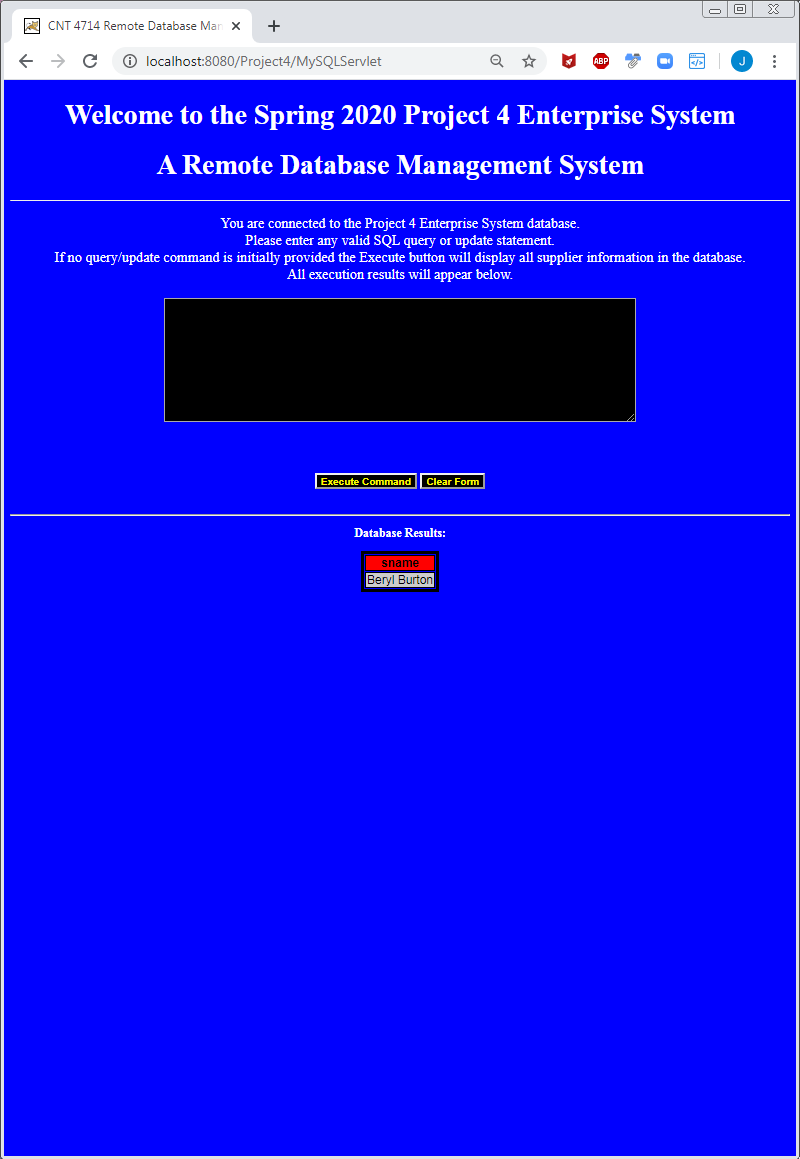 CNT 4714 Remote Database Man
localhost:8080/Project4/MySQLServlet
ABP
J
Welcome to the Spring 2020 Project 4 Enterprise System
A Remote Database Management System
You are connected to the Project 4 Enterprise System database.
Please enter any valid SQL query or update statement.
If no query/update command is initially provided the Execute button will display all supplier information in the database.
All execution results will appear below.
Execute Command Clear Form
Database Results:
sname
Beryl Burton